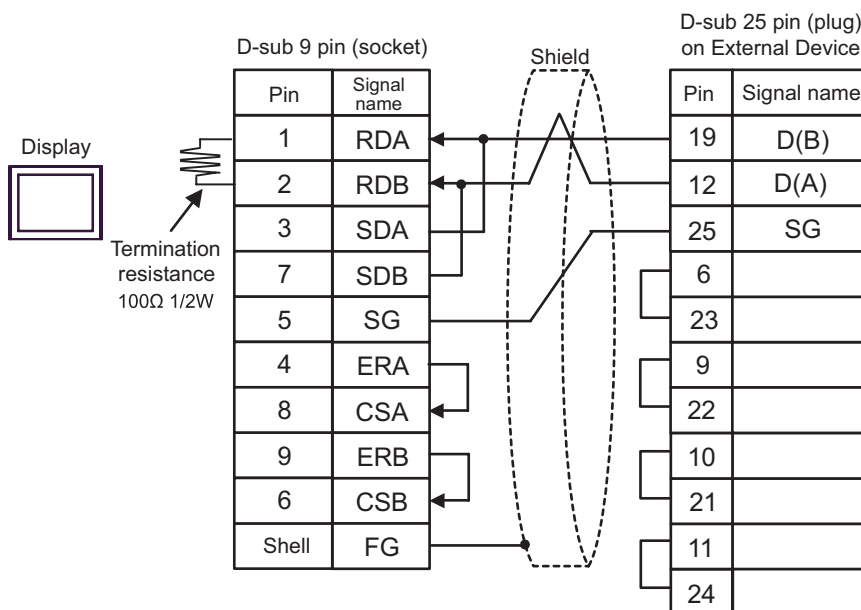 D-sub 9 pin (socket)
Shield
D-sub 25 pin (plug)
on External Device
Display
Termination
resistance
100Ω 1/2W
Pin Signal name
1 RDA
2 RDB
3 SDA
7 SDB
5 SG
4 ERA
8 CSA
9 ERB
6 CSB
Shell FG
Pin Signal name
19 D(B)
12 D(A)
25 SG
6
23
9
22
10
21
11
24